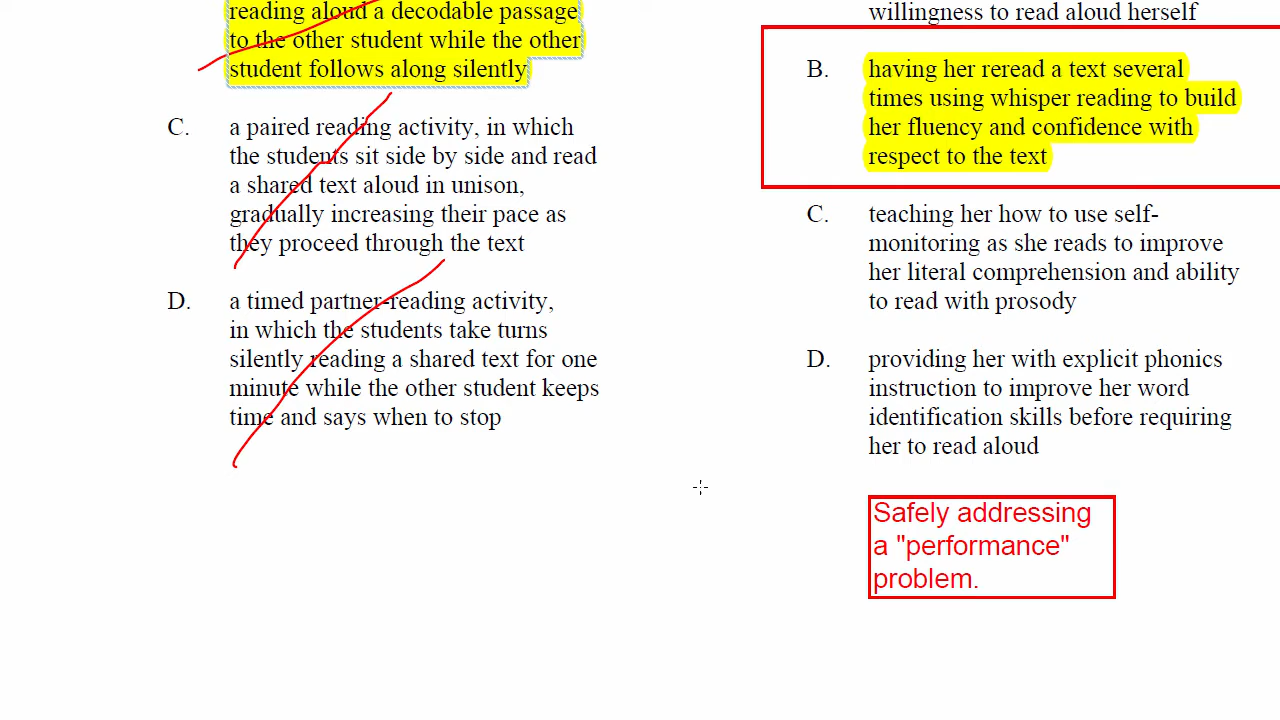 reading aloud a decodable passage
to the other student while the other
student follows along silently
C. a paired reading activity, in which
the students sit side by side and read
a shared text aloud in unison,
gradually increasing their pace as
they proceed through the text
D. a timed partner-reading activity,
in which the students take turns
silently reading a shared text for one
minute while the other student keeps
time and says when to stop
willingness to read aloud herself
B. having her reread a text several
times using whisper reading to build
her fluency and confidence with
respect to the text
C. teaching her how to use self-
monitoring as she reads to improve
her literal comprehension and ability
to read with prosody
D. providing her with explicit phonics
instruction to improve her word
identification skills before requiring
her to read aloud
Safely addressing
a "performance"
problem.